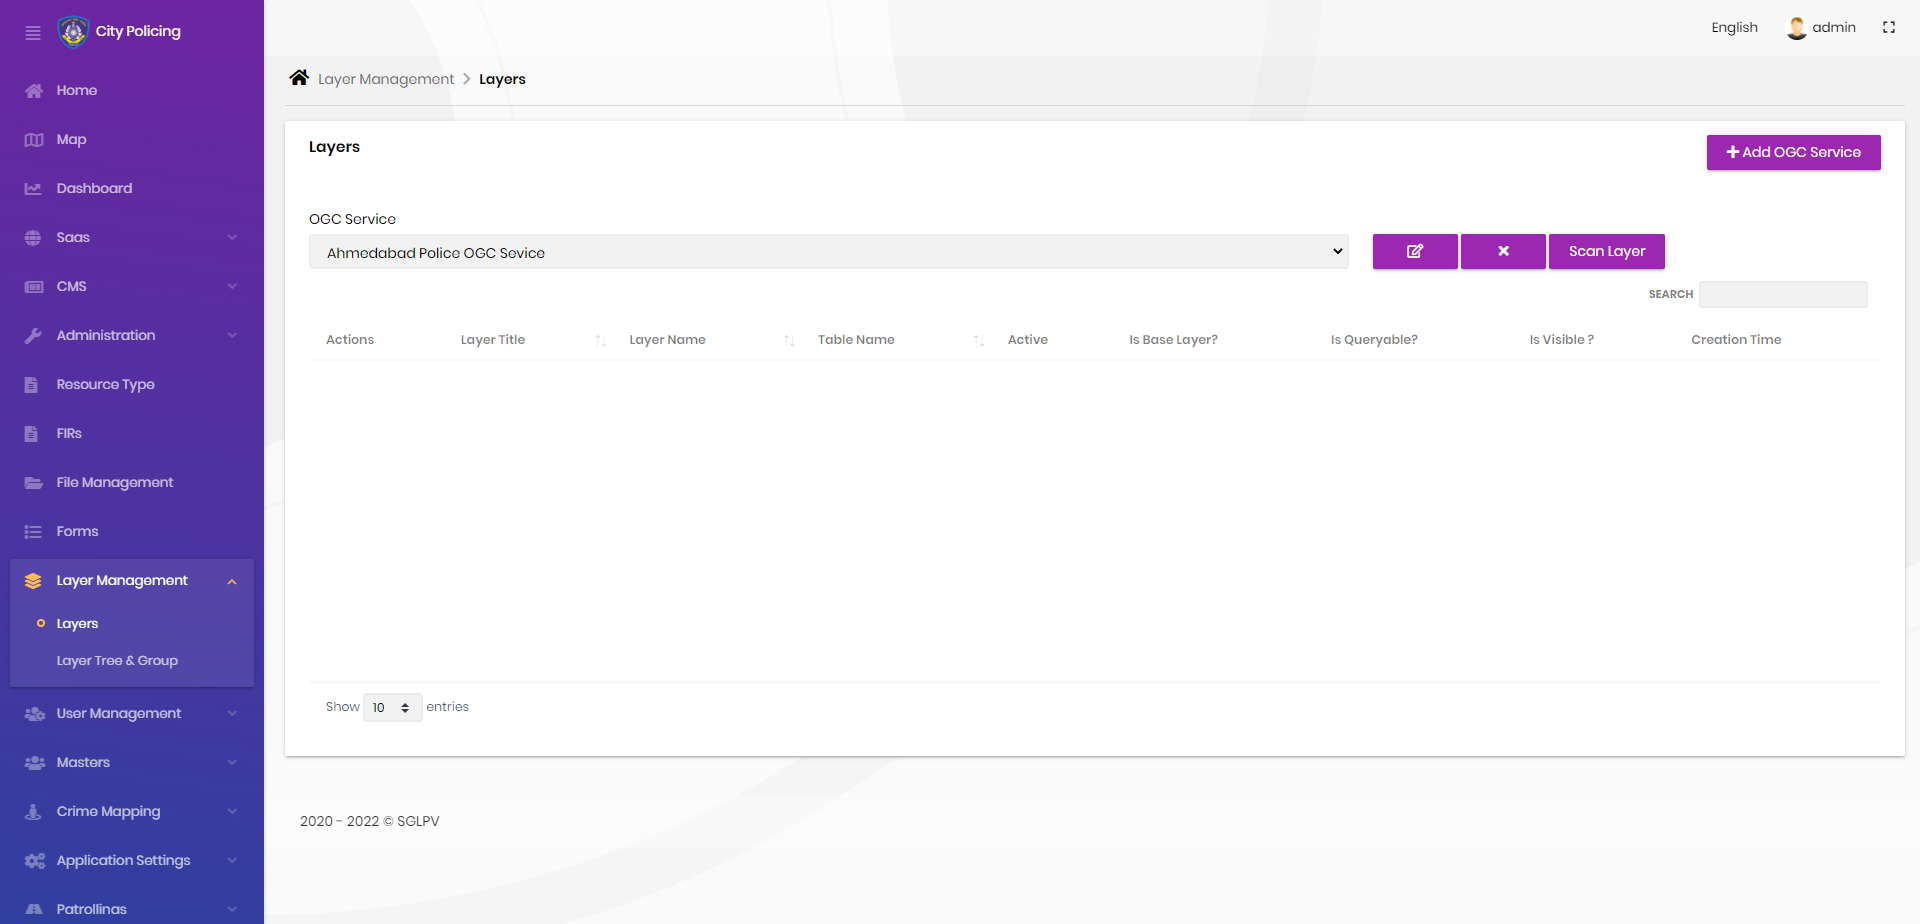 City Policing
Home
Map
Dashboard
Saas
CMS
Administration
Resource Type
FIRs
File Management
Forms
Layer Management
Layers
Layer Tree & Group
User Management
Masters
Crime Mapping
Application Settings
Patrollings
English
admin
Layer Management > Layers
Layers
+ Add OGC Service
OGC Service
Ahmedabad Police OGC Sevice
Scan Layer
SEARCH
Actions Layer Title Layer Name Table Name Active Is Base Layer? Is Queryable? Is Visible ? Creation Time
Show 10 entries
2020 - 2022 © SGLPV